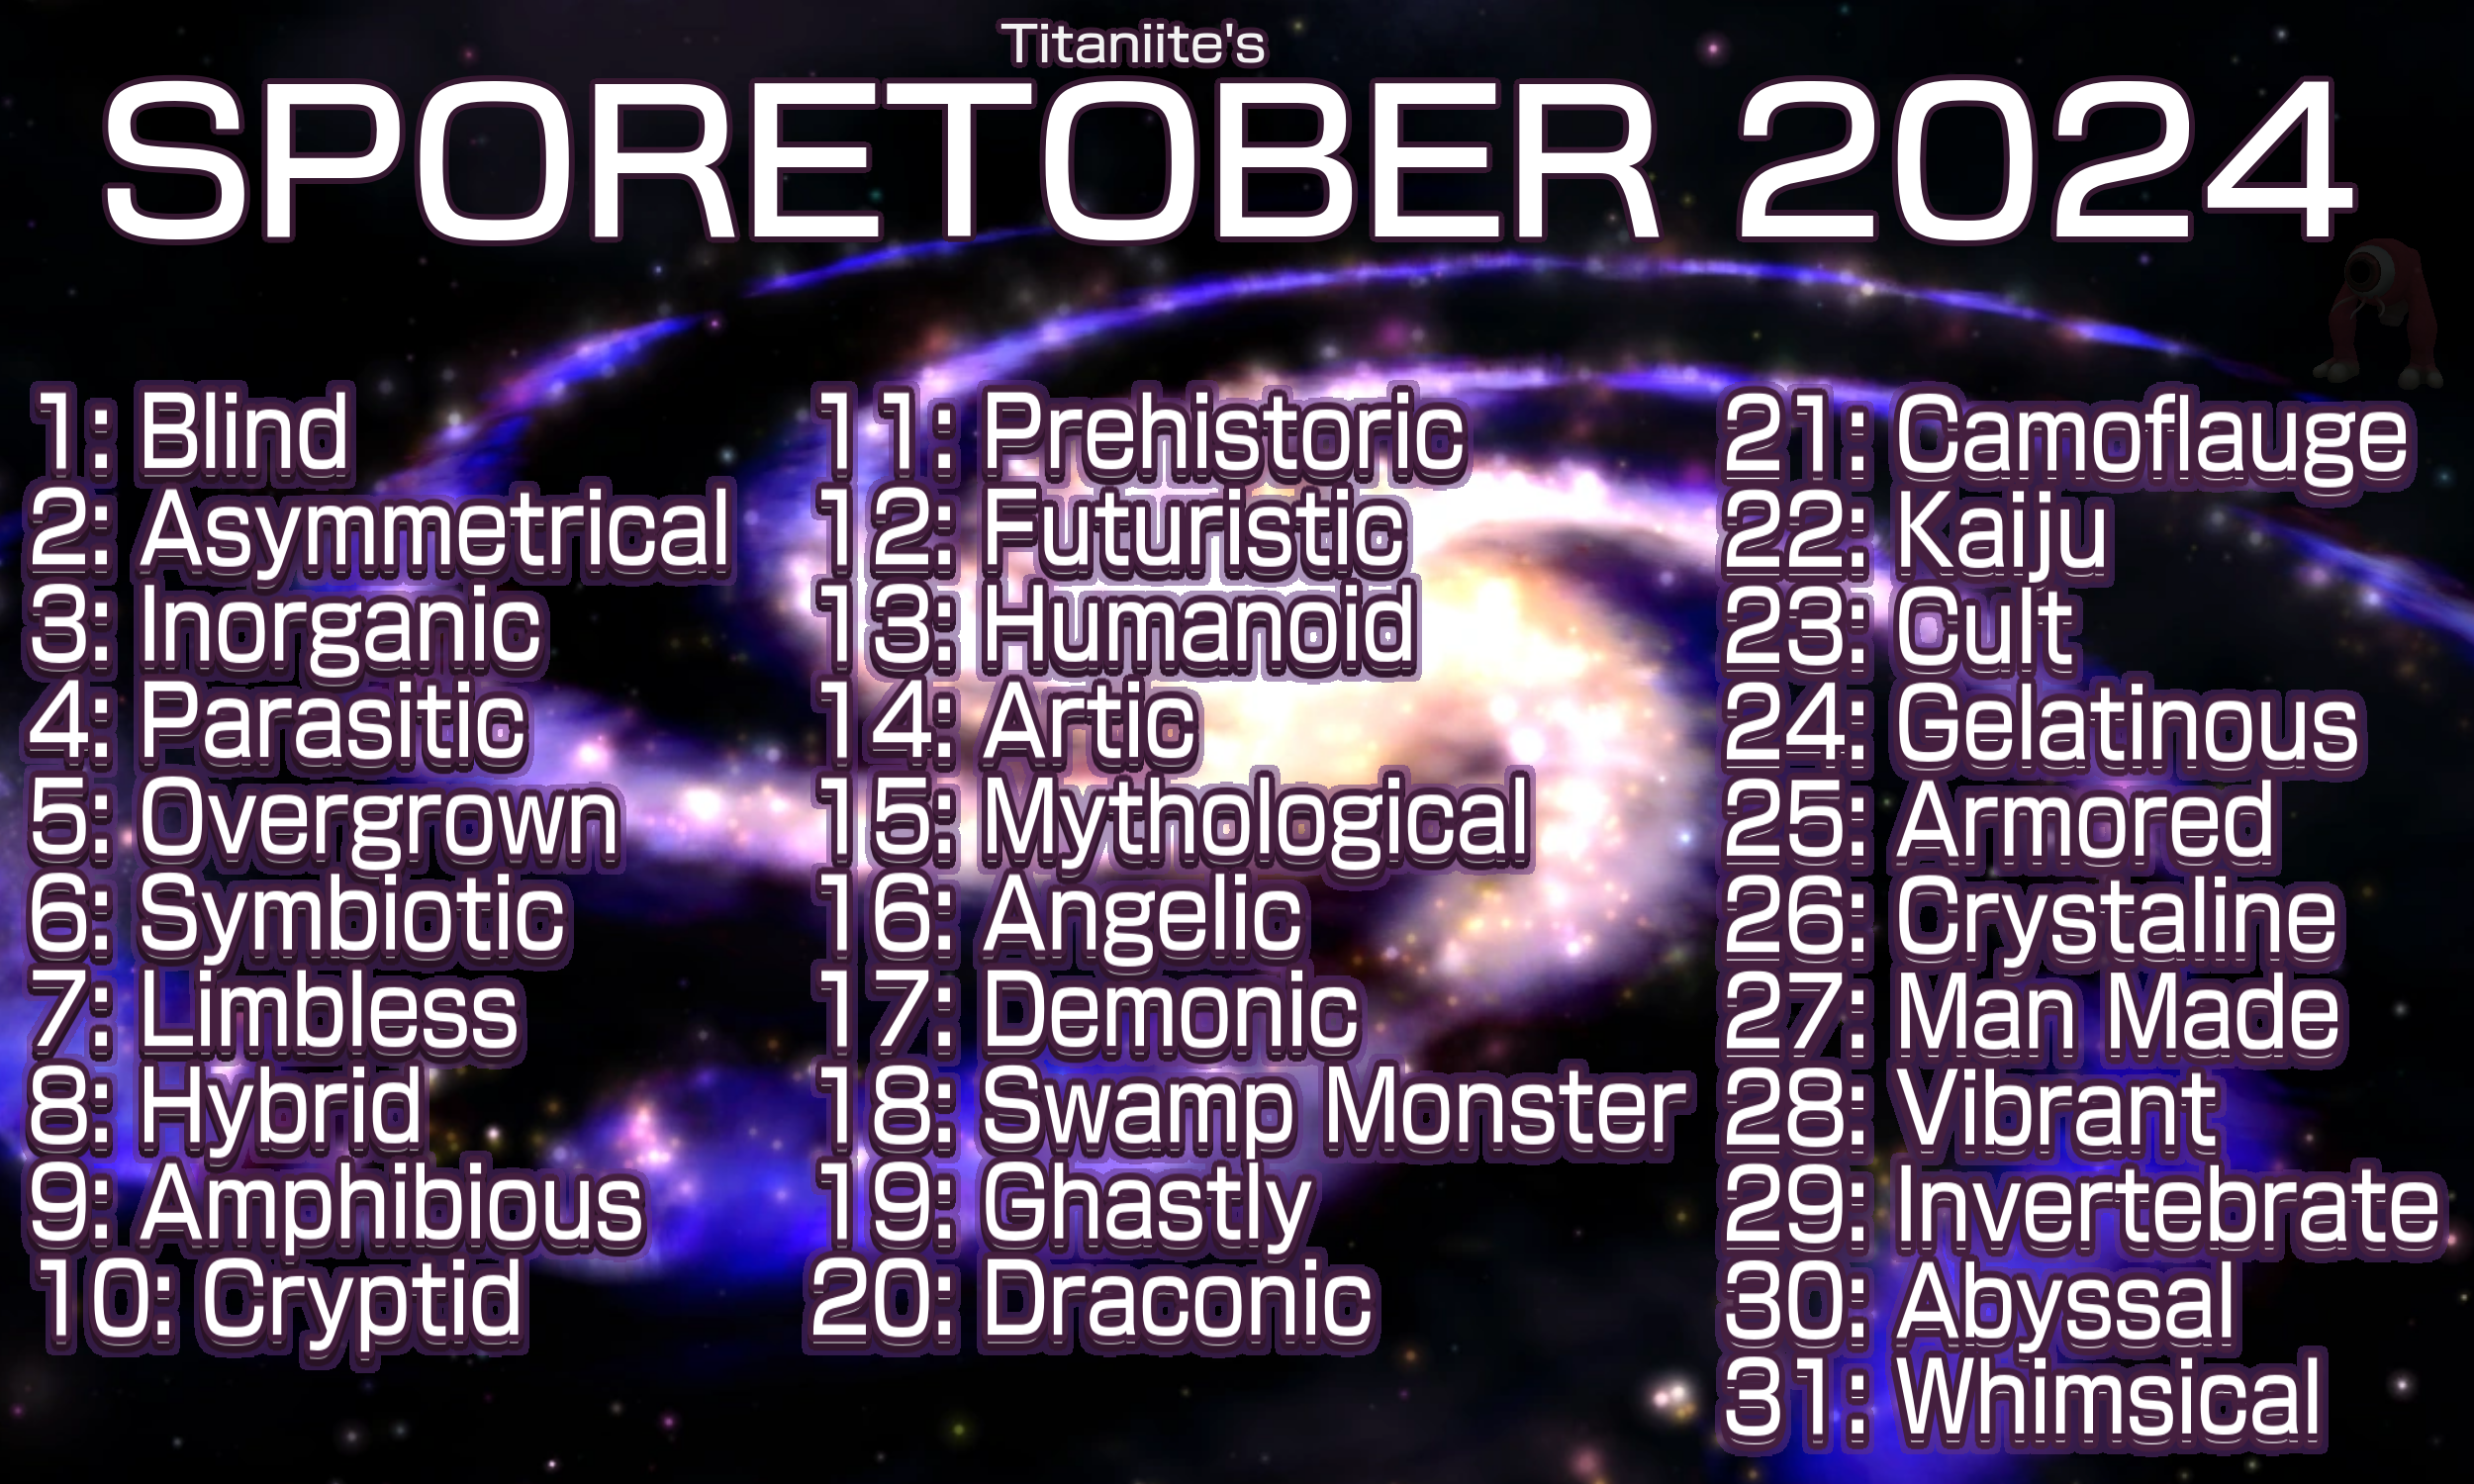 Titaniite's
SPORETOBER 2024
1: Blind
2: Asymmetrical
3: Inorganic
4: Parasitic
5: Overgrown
6: Symbiotic
7: Limbless
8: Hybrid
9: Amphibious
10: Cryptid
11: Prehistoric
12: Futuristic
13: Humanoid
14: Artic
15: Mythological
16: Angelic
17: Demonic
18: Swamp Monster
19: Ghastly
20: Draconic
21: Camoflauge
22: Kaiju
23: Cult
24: Gelatinous
25: Armored
26: Crystaline
27: Man Made
28: Vibrant
29: Invertebrate
30: Abyssal
31: Whimsical